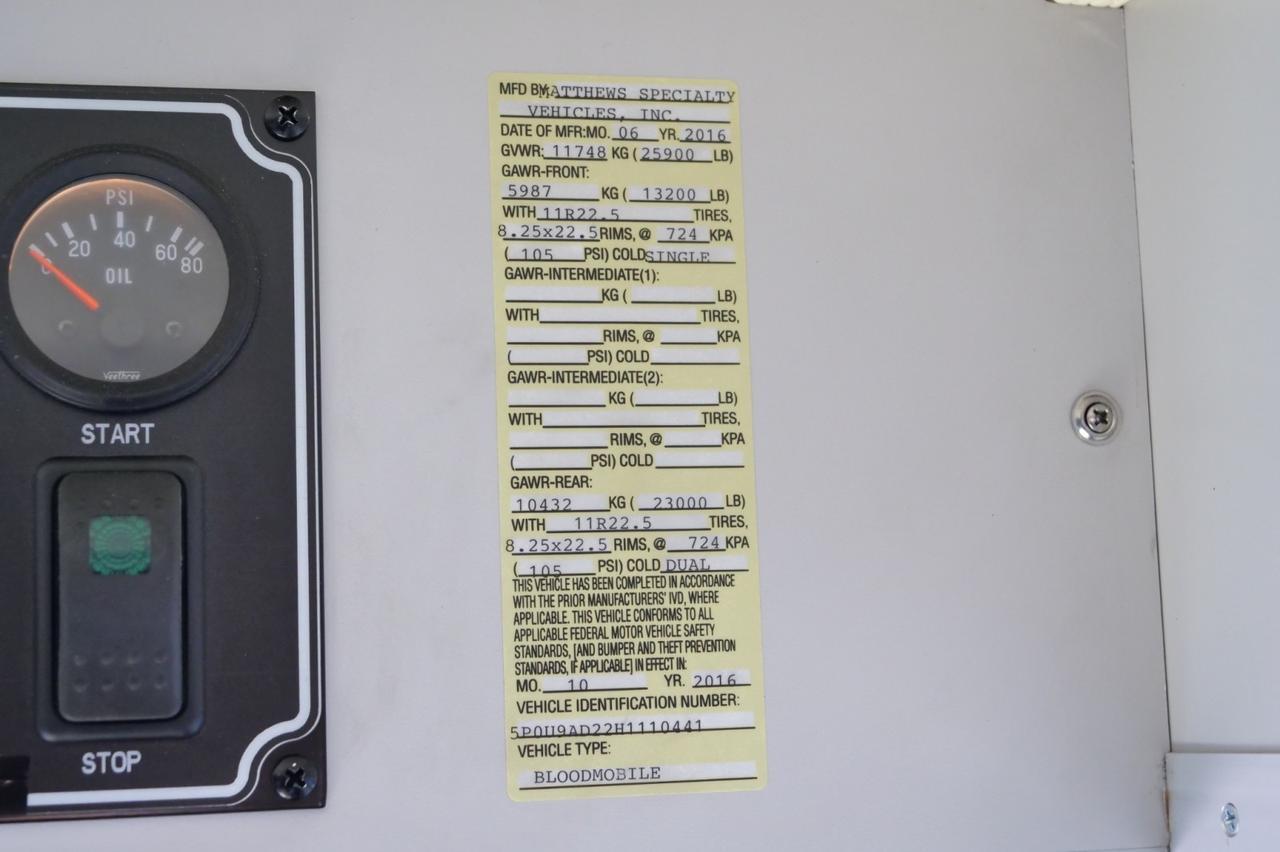 PSI
0 20 40 60 80
OIL
Veethree
START
STOP
MFD BY: MATTHEWS SPECIALTY
VEHICLES, INC.
DATE OF MFR: MO. 06 YR. 2016
GVWR: 11748 KG ( 25900 LB)
GAWR-FRONT:
5987 KG ( 13200 LB)
WITH 11R22.5 TIRES,
8.25x22.5 RIMS, @ 724 KPA
( 105 PSI) COLD SINGLE
GAWR-INTERMEDIATE(1):
KG ( LB)
WITH TIRES,
RIMS, @ KPA
( PSI) COLD
GAWR-INTERMEDIATE(2):
KG ( LB)
WITH TIRES,
RIMS, @ KPA
( PSI) COLD
GAWR-REAR:
10432 KG ( 23000 LB)
WITH 11R22.5 TIRES,
8.25x22.5 RIMS, @ 724 KPA
( 105 PSI) COLD DUAL
THIS VEHICLE HAS BEEN COMPLETED IN ACCORDANCE
WITH THE PRIOR MANUFACTURERS' IVD, WHERE
APPLICABLE. THIS VEHICLE CONFORMS TO ALL
APPLICABLE FEDERAL MOTOR VEHICLE SAFETY
STANDARDS, [AND BUMPER AND THEFT PREVENTION
STANDARDS, IF APPLICABLE] IN EFFECT IN:
MO. 10 YR. 2016
VEHICLE IDENTIFICATION NUMBER:
5P0U9AD22H1110441
VEHICLE TYPE:
BLOODMOBILE